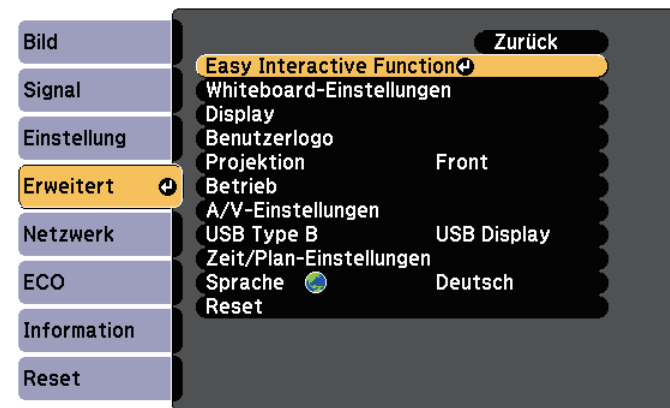 Bild
Signal
Einstellung
Erweitert
Netzwerk
ECO
Information
Reset
Zurück
Easy Interactive Function
Whiteboard-Einstellungen
Display
Benutzerlogo
Projektion Front
Betrieb
A/V-Einstellungen
USB Type B USB Display
Zeit/Plan-Einstellungen
Sprache Deutsch
Reset